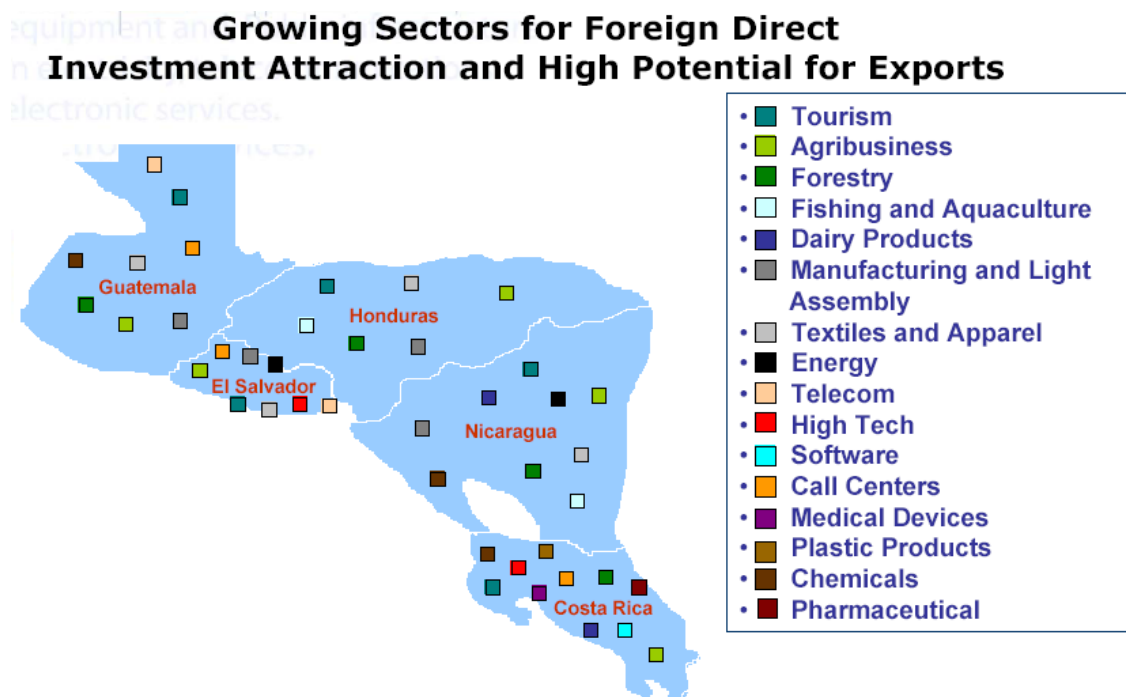 equipment and
Growing Sectors for Foreign Direct
Investment Attraction and High Potential for Exports
electronic services.
• Tourism
• Agribusiness
• Forestry
• Fishing and Aquaculture
• Dairy Products
• Manufacturing and Light
Assembly
• Textiles and Apparel
• Energy
• Telecom
• High Tech
• Software
• Call Centers
• Medical Devices
• Plastic Products
• Chemicals
• Pharmaceutical
Guatemala
Honduras
El Salvador
Nicaragua
Costa Rica